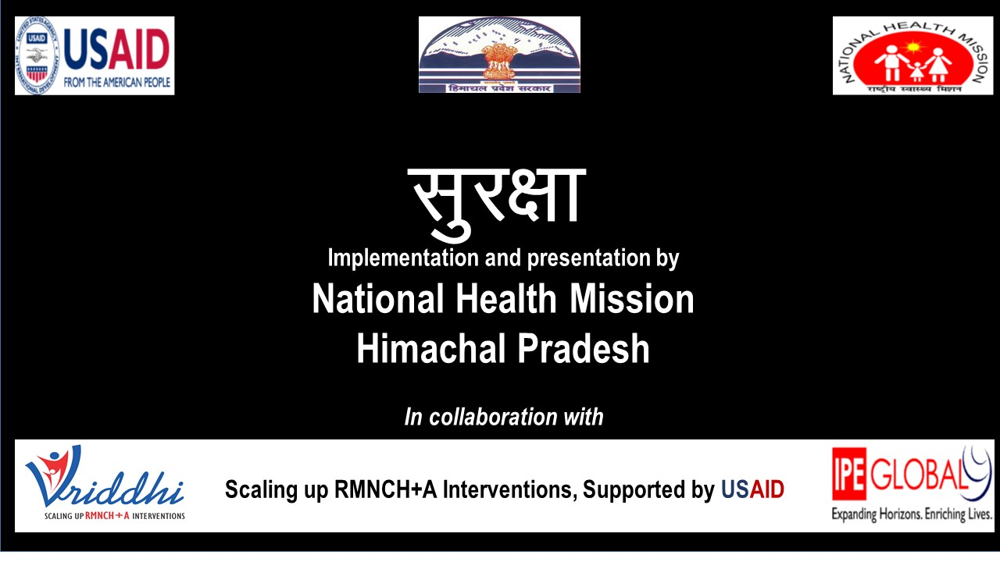 USAID
FROM THE AMERICAN PEOPLE
हिमाचल प्रदेश सरकार
NATIONAL HEALTH MISSION
राष्ट्रीय स्वास्थ्य मिशन
सुरक्षा
Implementation and presentation by
National Health Mission
Himachal Pradesh
In collaboration with
Vriddhi
SCALING UP RMNCH+A INTERVENTIONS
Scaling up RMNCH+A Interventions, Supported by USAID
IPE GLOBAL
Expanding Horizons. Enriching Lives.